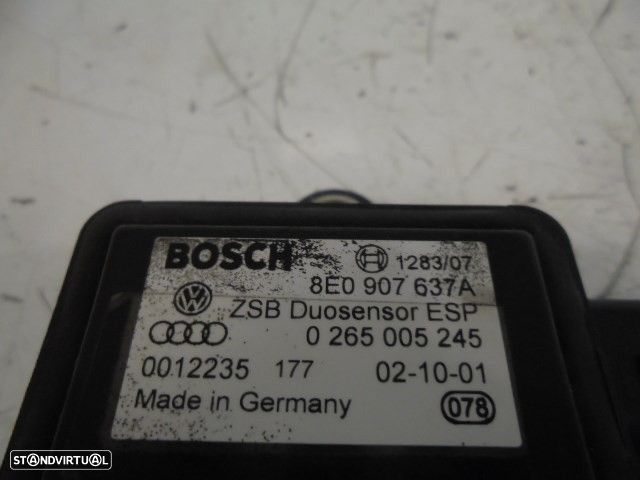 BOSCH 1283/07
8E0 907 637A
ZSB Duosensor ESP
0 265 005 245
0012235 177 02-10-01
Made in Germany 078
STANDVIRTUAL